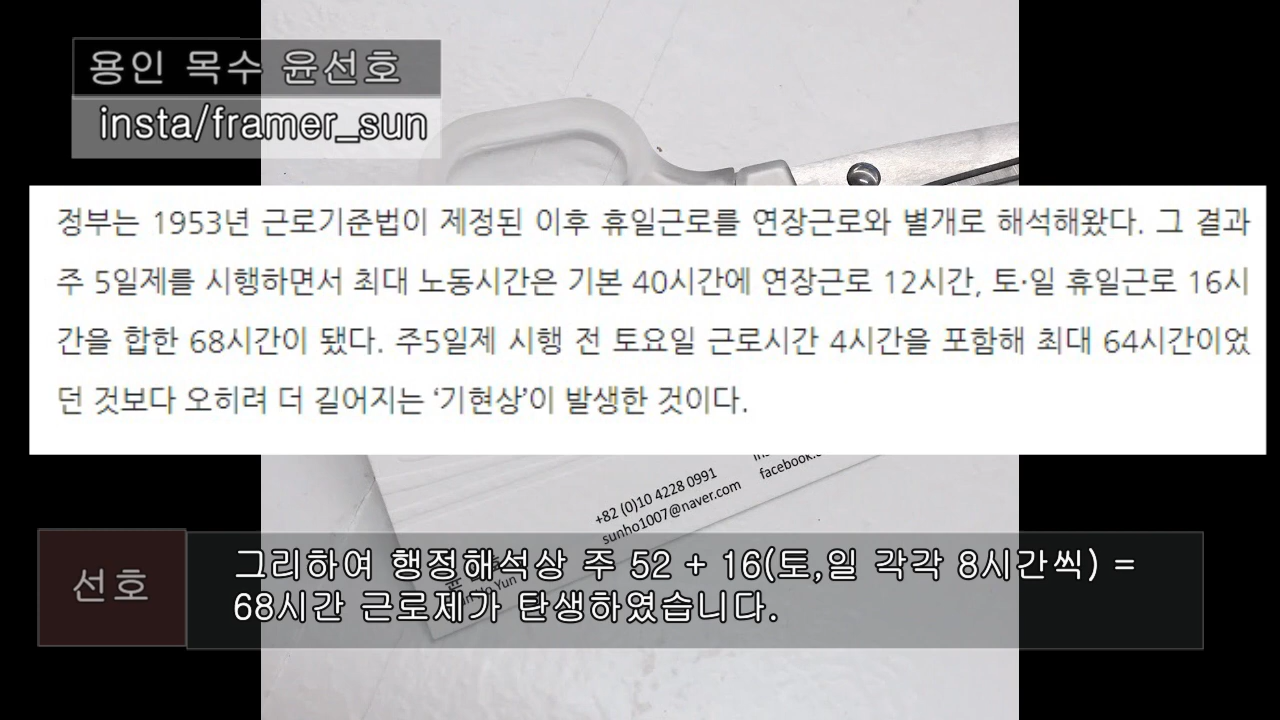 용인 목수 윤선호
insta/framer_sun
정부는 1953년 근로기준법이 제정된 이후 휴일근로를 연장근로와 별개로 해석해왔다. 그 결과
주 5일제를 시행하면서 최대 노동시간은 기본 40시간에 연장근로 12시간, 토·일 휴일근로 16시
간을 합한 68시간이 됐다. 주5일제 시행 전 토요일 근로시간 4시간을 포함해 최대 64시간이었
던 것보다 오히려 더 길어지는 ‘기현상’이 발생한 것이다.
+82 (0)10 4228 0991
sunho1007@naver.com
facebook.
선호
그리하여 행정해석상 주 52 + 16(토,일 각각 8시간씩) =
68시간 근로제가 탄생하였습니다.
Yun